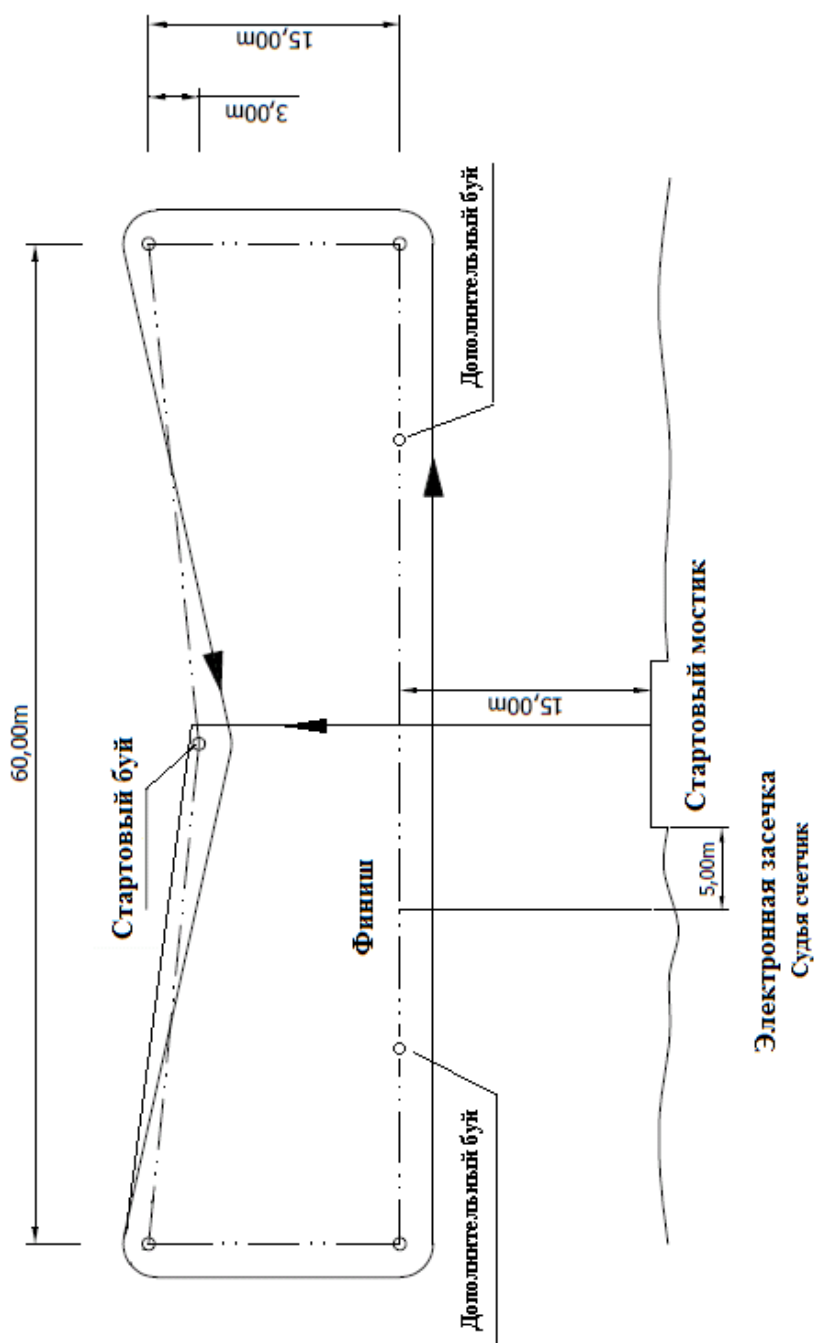 15,00m
3,00m
60,00m
Дополнительный буй
Стартовый буй
15,00m
Стартовый мостик
Финиш
5,00m
Электронная засечка
Судья счетчик
Дополнительный буй